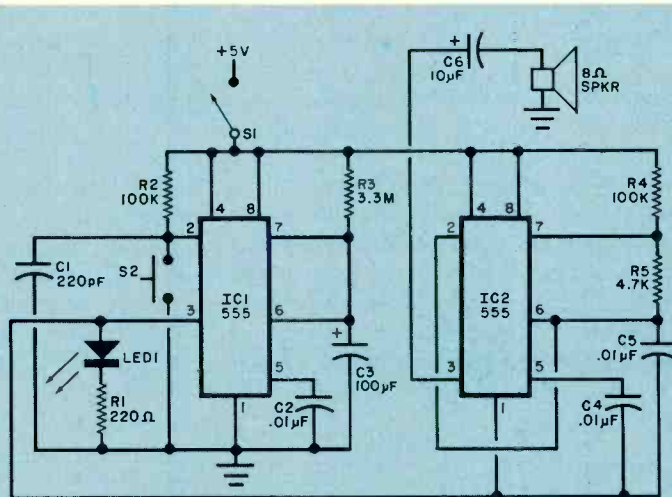 +5V
S1
+
C6
10µF
8Ω
SPKR
R2
100K
4
8
R3
3.3M
4
8
R4
100K
2
7
2
7
C1
220pF
S2
IC1
555
IC2
555
R5
4.7K
3
6
6
LED1
+
C5
.01µF
5
C3
100µF
3
5
R1
220Ω
C2
.01µF
C4
.01µF
1
1